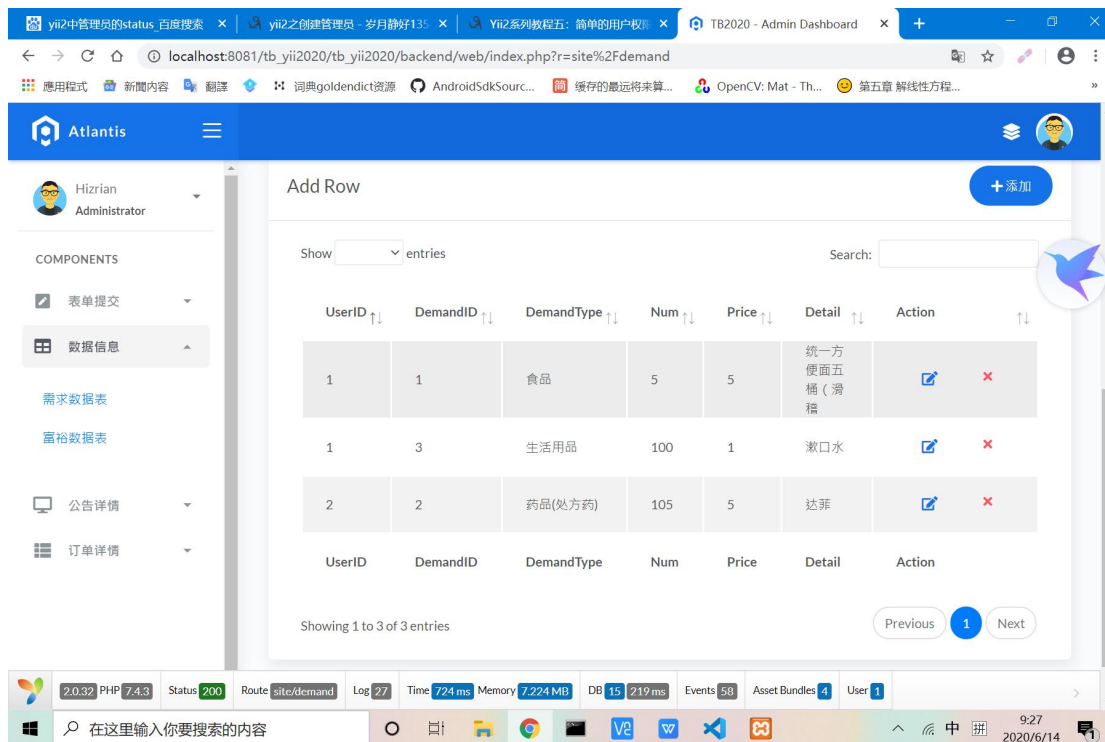 yii2中管理员的status_百度搜索
yii2之创建管理员 - 岁月静好135
Yii2系列教程五：简单的用户权限
TB2020 - Admin Dashboard
localhost:8081/tb_yii2020/tb_yii2020/backend/web/index.php?r=site%2Fdemand
應用程式 新聞內容 翻譯 词典goldendict资源 AndroidSdkSourc... 简 缓存的最远将来算... OpenCV: Mat - Th... 第五章 解线性方程... »
Atlantis
Hizrian
Administrator
COMPONENTS
表单提交
数据信息
需求数据表
富裕数据表
公告详情
订单详情
Add Row
+添加
Show entries
Search:
UserID DemandID DemandType Num Price Detail Action
1 1 食品 5 5 统一方
便面五
桶（滑
稽
1 3 生活用品 100 1 漱口水
2 2 药品(处方药) 105 5 达菲
UserID DemandID DemandType Num Price Detail Action
Showing 1 to 3 of 3 entries
Previous 1 Next
2.0.32 PHP 7.4.3 Status 200 Route site/demand Log 27 Time 724 ms Memory 7.224 MB DB 15 219 ms Events 58 Asset Bundles 4 User 1
在这里输入你要搜索的内容
中 拼
9:27
2020/6/14
1